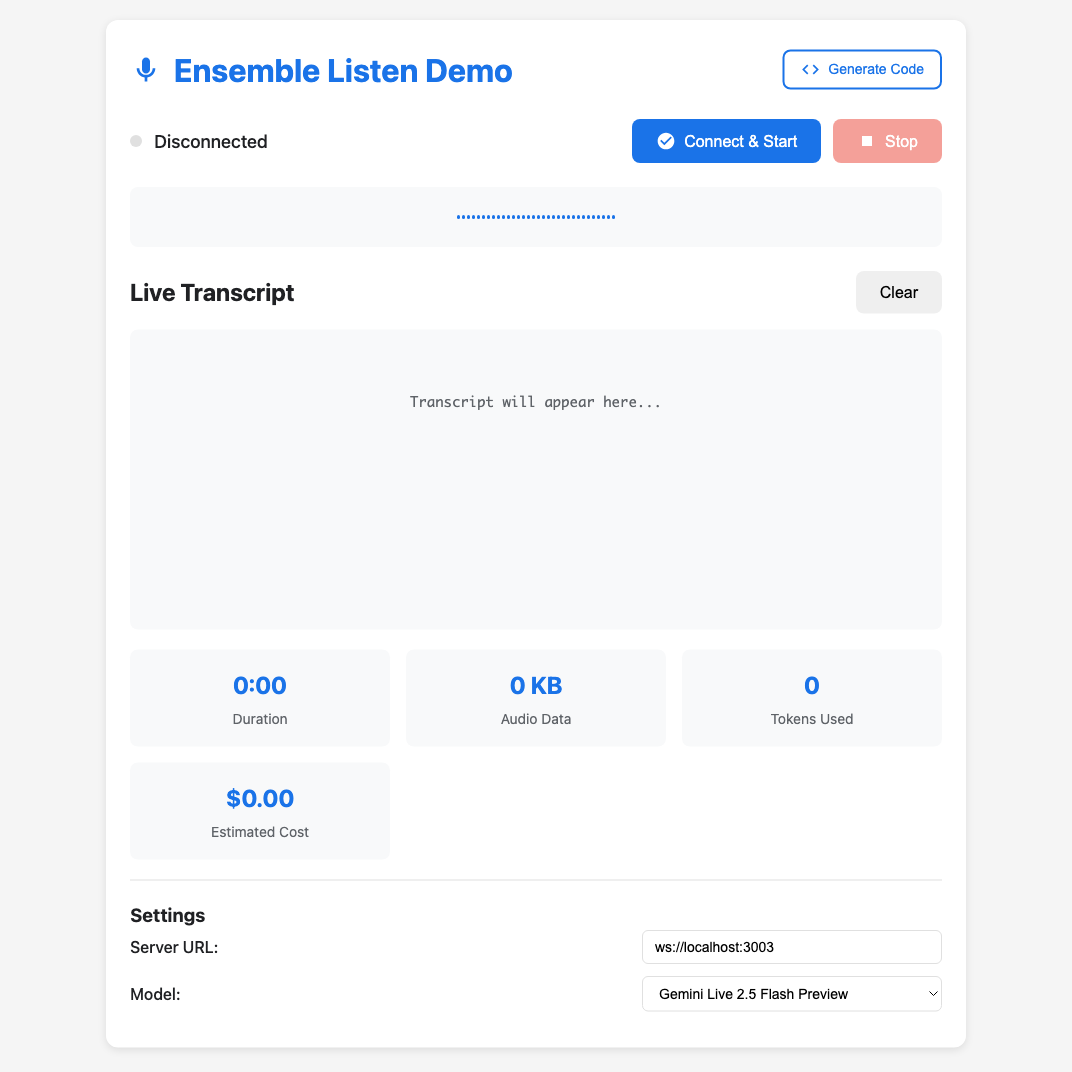 Ensemble Listen Demo
Generate Code
Disconnected
Connect & Start
Stop
Live Transcript
Clear
Transcript will appear here...
0:00
Duration
0 KB
Audio Data
0
Tokens Used
$0.00
Estimated Cost
Settings
Server URL:
ws://localhost:3003
Model:
Gemini Live 2.5 Flash Preview